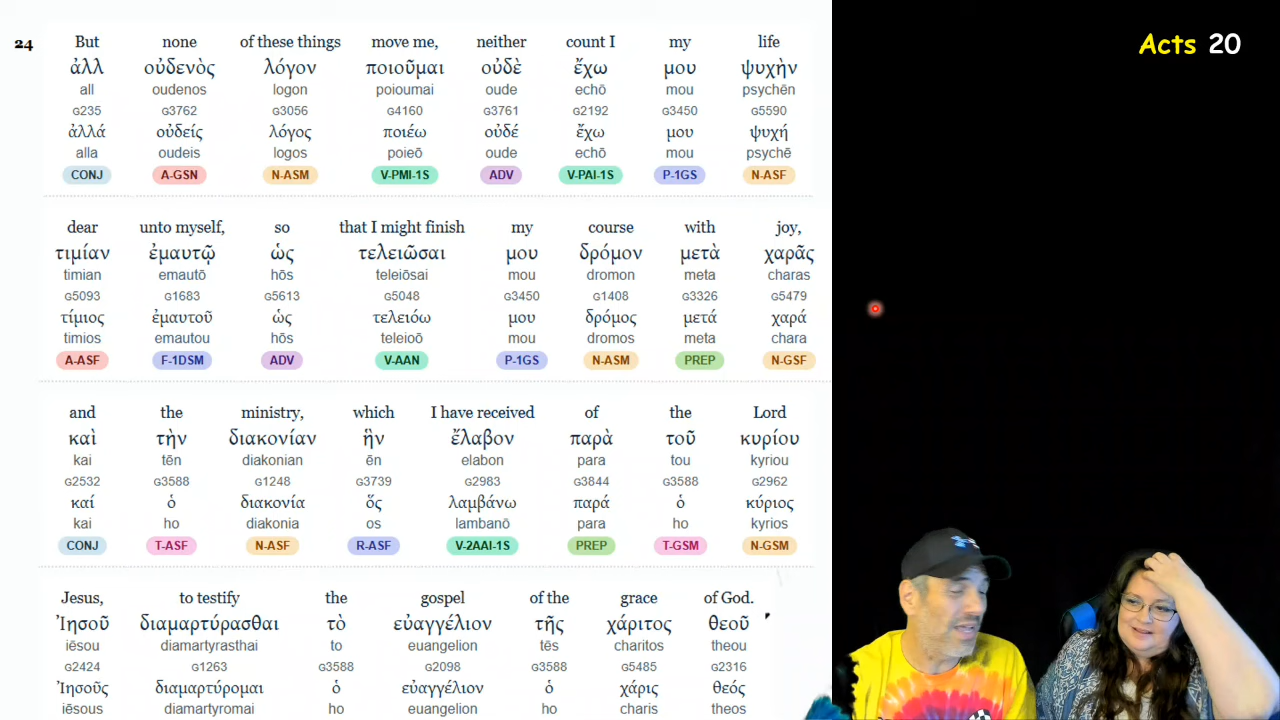 Acts 20
24 But none of these things move me, neither count I my life
ἀλλ οὐδενὸς λόγον ποιοῦμαι οὐδὲ ἔχω μου ψυχὴν
all oudenos logon poioumai oude echō mou psychēn
G235 G3762 G3056 G4160 G3761 G2192 G3450 G5590
ἀλλά οὐδείς λόγος ποιέω οὐδέ ἔχω μου ψυχή
alla oudeis logos poieō oude echō mou psychē
CONJ A-GSN N-ASM V-PMI-1S ADV V-PAI-1S P-1GS N-ASF
dear unto myself, so that I might finish my course with joy,
τιμίαν ἐμαυτῷ ὡς τελειῶσαι μου δρόμον μετὰ χαρᾶς
timian emautō hōs teleiōsai mou dromon meta charas
G5093 G1683 G5613 G5048 G3450 G1408 G3326 G5479
τίμιος ἐμαυτοῦ ὡς τελειόω μου δρόμος μετά χαρά
timios emautou hōs teleioō mou dromos meta chara
A-ASF F-1DSM ADV V-AAN P-1GS N-ASM PREP N-GSF
and the ministry, which I have received of the Lord
καὶ τὴν διακονίαν ἣν ἔλαβον παρὰ τοῦ κυρίου
kai tēn diakonian ēn elabon para tou kyriou
G2532 G3588 G1248 G3739 G2983 G3844 G3588 G2962
καί ὁ διακονία ὅς λαμβάνω παρά ὁ κύριος
kai ho diakonia os lambanō para ho kyrios
CONJ T-ASF N-ASF R-ASF V-2AAI-1S PREP T-GSM N-GSM
Jesus, to testify the gospel of the grace of God.
Ἰησοῦ διαμαρτύρασθαι τὸ εὐαγγέλιον τῆς χάριτος θεοῦ
iēsou diamartyrasthai to euangelion tēs charitos theou
G2424 G1263 G3588 G2098 G3588 G5485 G2316
Ἰησοῦς διαμαρτύρομαι ὁ εὐαγγέλιον ὁ χάρις θεός
iēsous diamartyromai ho euangelion ho charis theos